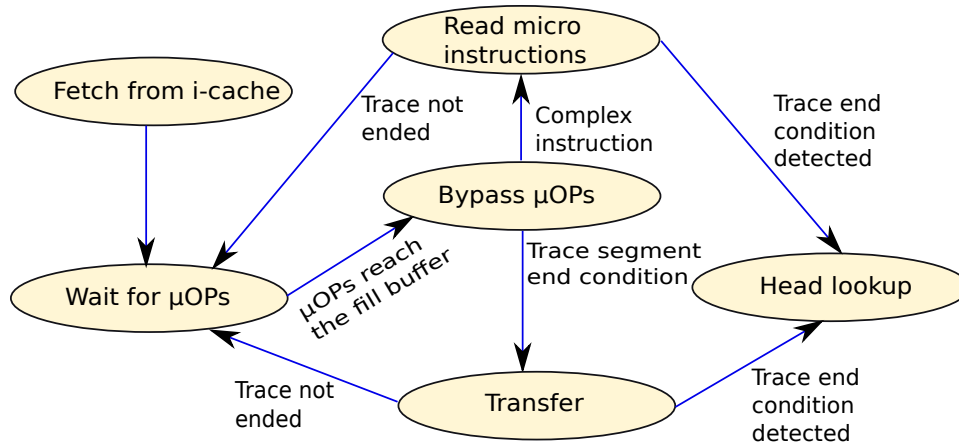 Read micro
instructions
Fetch from i-cache
Trace not
ended
Complex
instruction
Trace end
condition
detected
Bypass μOPs
μOPs reach
the fill buffer
Trace segment
end condition
Wait for μOPs
Head lookup
Trace not
ended
Transfer
Trace end
condition
detected